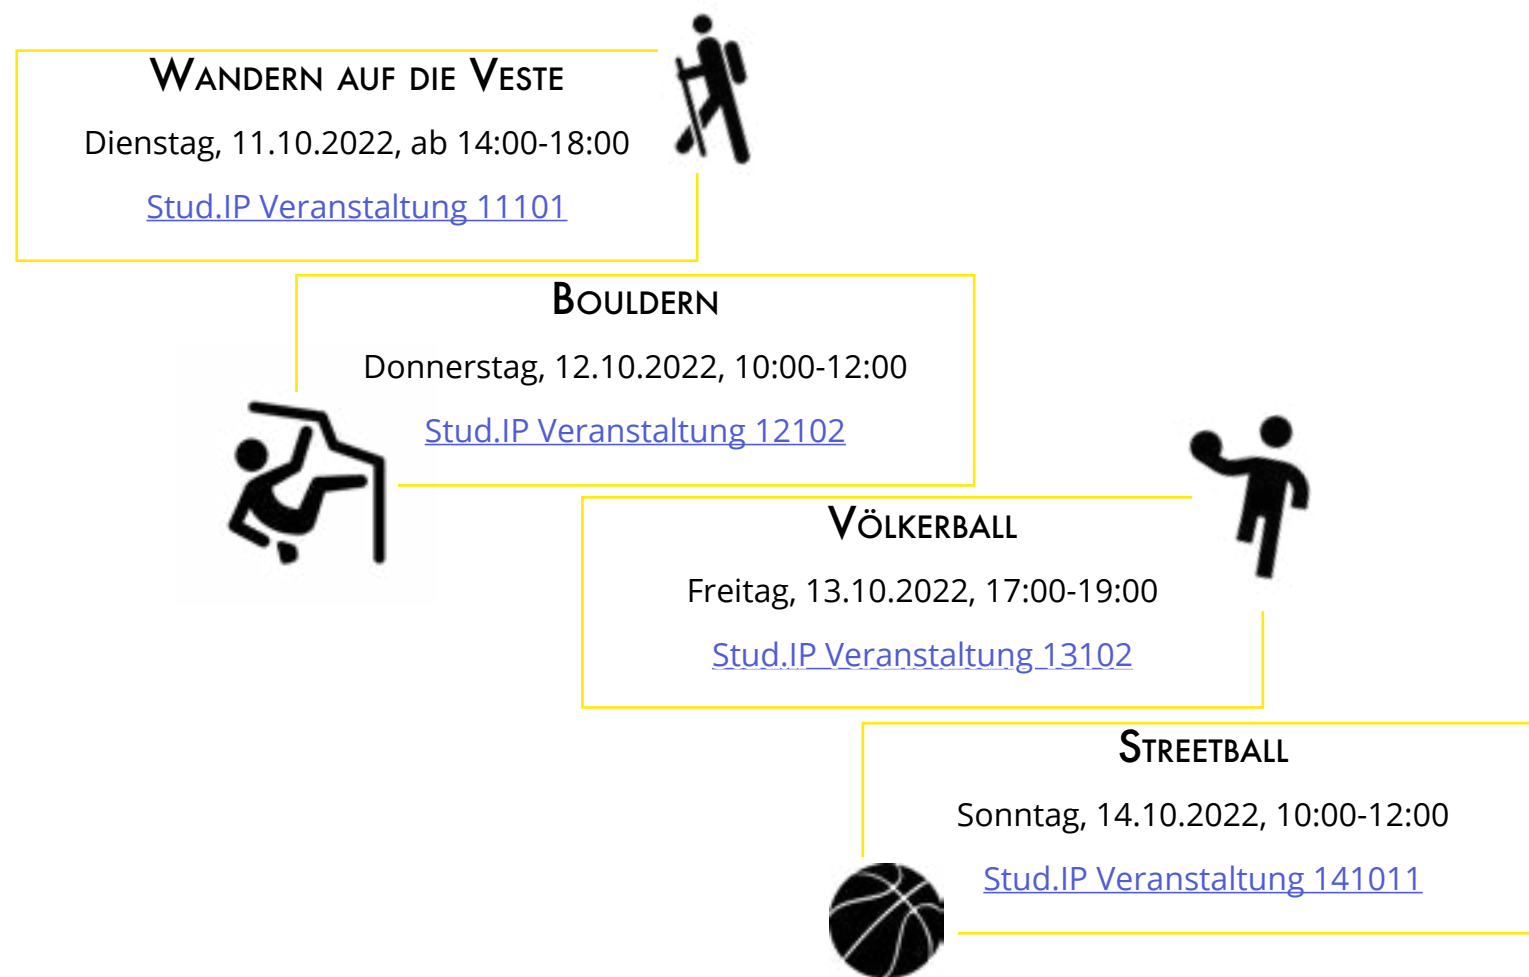 Wandern auf die Veste
Dienstag, 11.10.2022, ab 14:00-18:00
Stud.IP Veranstaltung 11101
Bouldern
Donnerstag, 12.10.2022, 10:00-12:00
Stud.IP Veranstaltung 12102
Völkerball
Freitag, 13.10.2022, 17:00-19:00
Stud.IP Veranstaltung 13102
Streetball
Sonntag, 14.10.2022, 10:00-12:00
Stud.IP Veranstaltung 141011